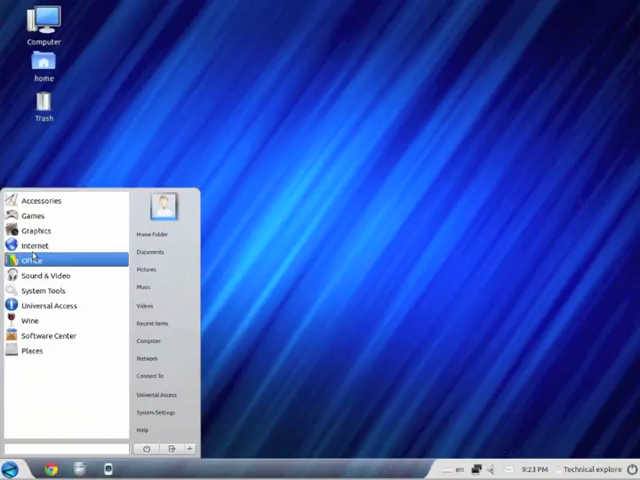 Computer
home
Trash
Accessories
Games
Graphics
Internet
Office
Sound & Video
System Tools
Universal Access
Wine
Software Center
Places
Home Folder
Documents
Pictures
Music
Videos
Recent Items
Computer
Network
Connect To
Universal Access
System Settings
Help
en 9:23 PM Technical explore